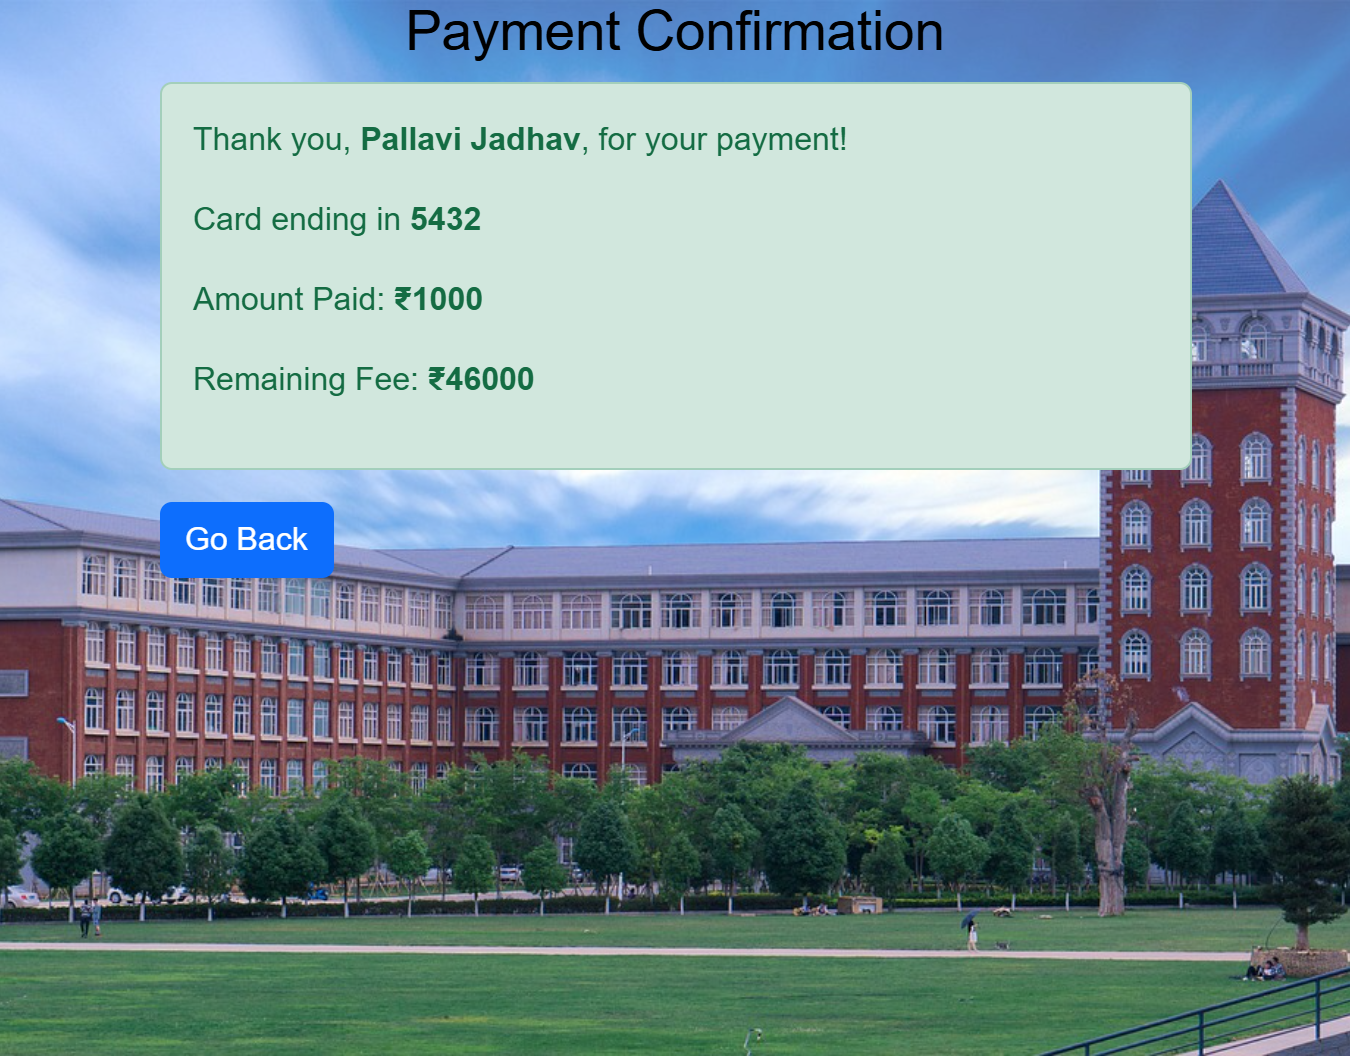 Payment Confirmation
Thank you, Pallavi Jadhav, for your payment!
Card ending in 5432
Amount Paid: ₹1000
Remaining Fee: ₹46000
Go Back